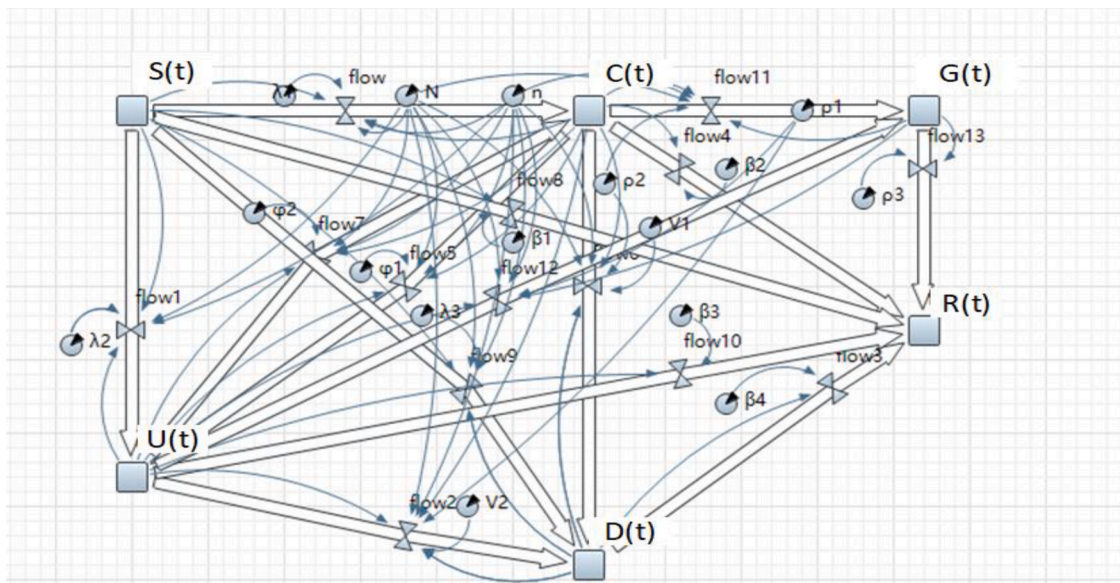 S(t)
C(t)
G(t)
flow
flow11
λ1
N
n
ρ1
flow4
flow13
β2
ρ2
ρ3
flow8
φ2
flow7
V1
β1
φ1
flow5
flow12
flow1
λ3
β3
R(t)
λ2
flow10
flow3
flow9
β4
U(t)
flow2
V2
D(t)